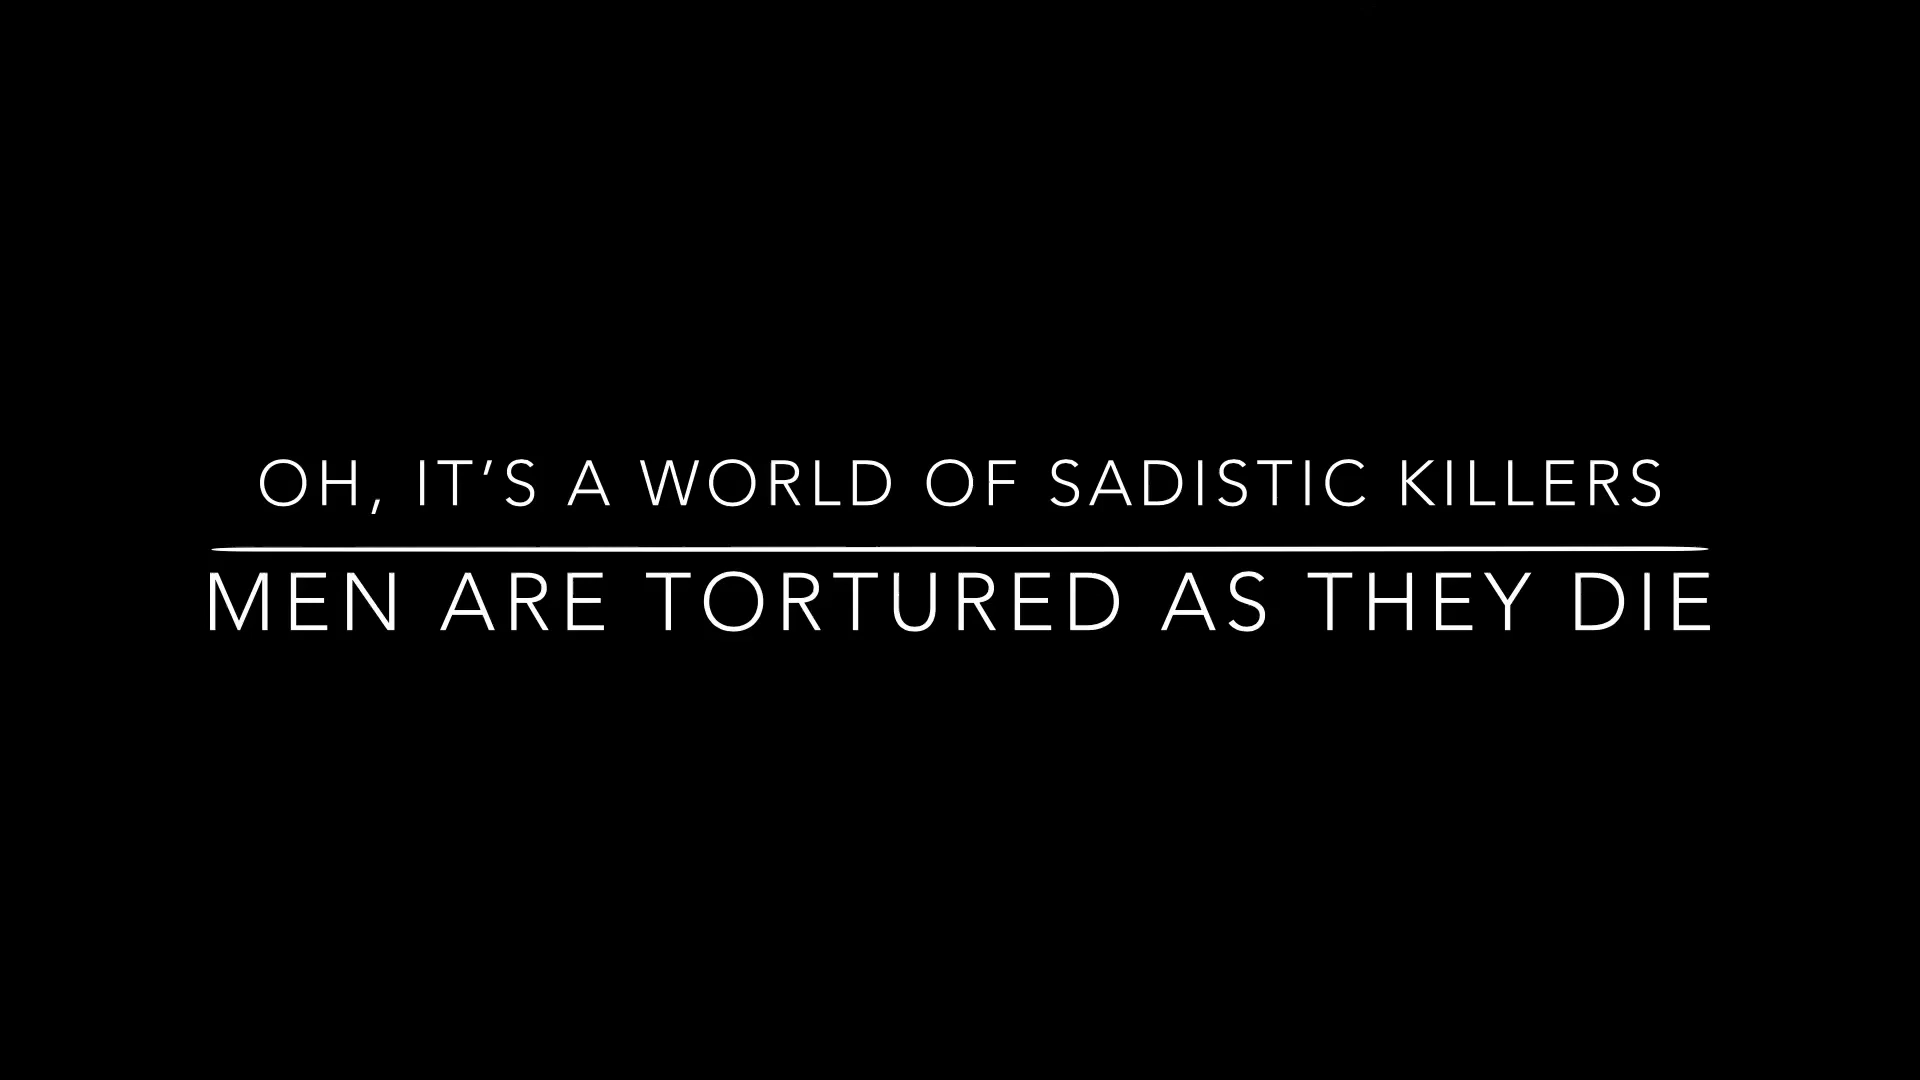 OH, IT’S A WORLD OF SADISTIC KILLERS
MEN ARE TORTURED AS THEY DIE